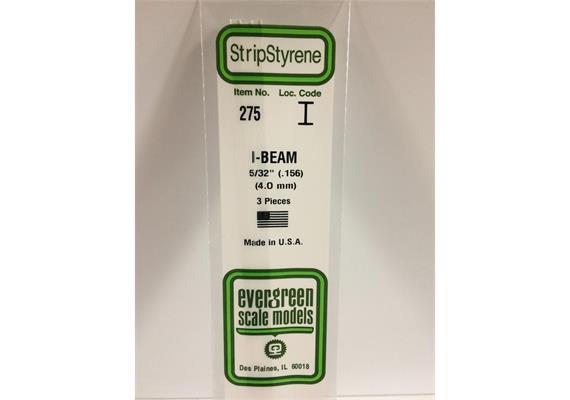 StripStyrene
Item No. Loc. Code
275 I
I-BEAM
5/32" (.156)
(4.0 mm)
3 Pieces
Made in U.S.A.
evergreen
scale models
Des Plaines, IL 60018